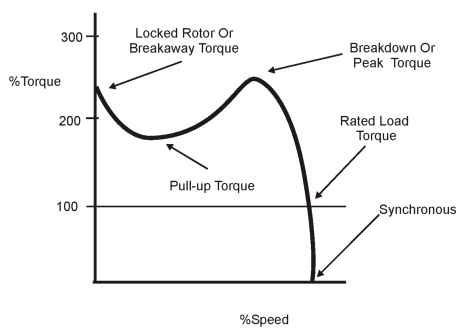 300
Locked Rotor Or
Breakaway Torque
Breakdown Or
Peak Torque
%Torque
200
Rated Load
Torque
Pull-up Torque
100
Synchronous
%Speed